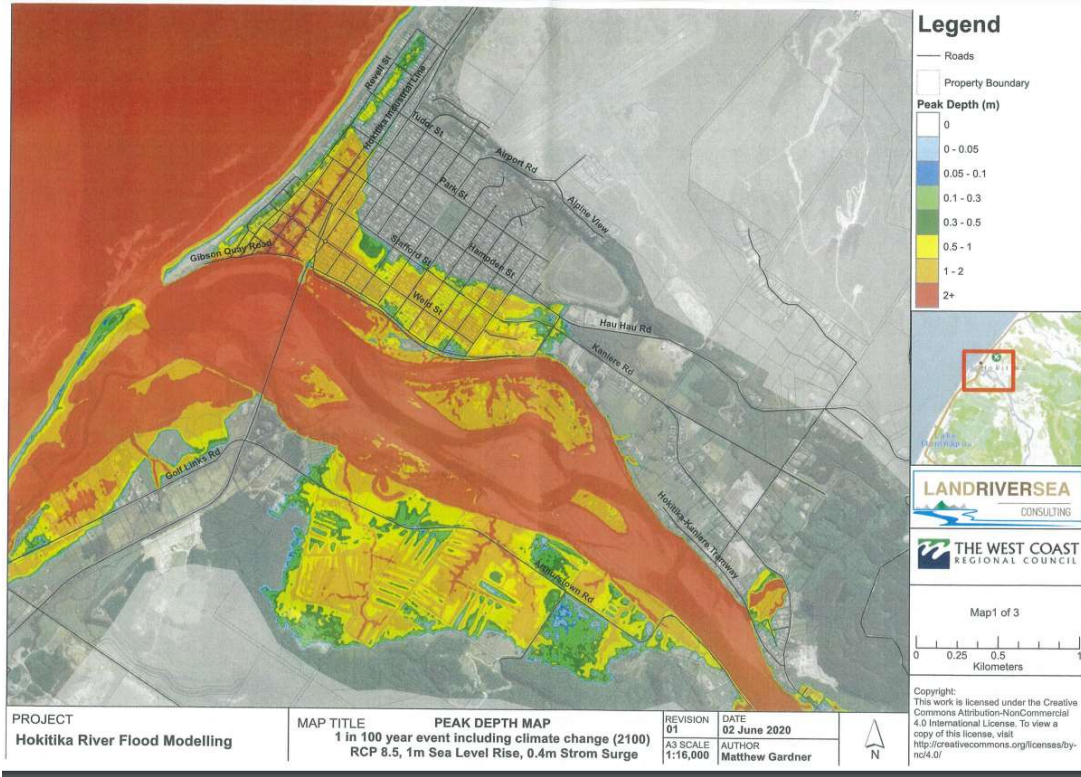 Legend
Roads
Property Boundary
Peak Depth (m)
0
0 - 0.05
0.05 - 0.1
0.1 - 0.3
0.3 - 0.5
0.5 - 1
1 - 2
2+
Revell St
Hokitika Industrial Line
Tudor St
Airport Rd
Park St
Alpine View
Stafford St
Hampden St
Gibson Quay Road
Weld St
Hau Hau Rd
Kaniere Rd
Golf Links Rd
Hokitika-Kaniere Tramway
Arthurstown Rd
LANDRIVERSEA
CONSULTING
THE WEST COAST
REGIONAL COUNCIL
Map1 of 3
0 0.25 0.5 1
Kilometers
Copyright:
This work is licensed under the Creative
Commons Attribution-NonCommercial
4.0 International License. To view a
copy of this license, visit
http://creativecommons.org/licenses/by-
nc/4.0/
PROJECT
Hokitika River Flood Modelling
MAP TITLE PEAK DEPTH MAP
1 in 100 year event including climate change (2100)
RCP 8.5, 1m Sea Level Rise, 0.4m Strom Surge
REVISION
01
DATE
02 June 2020
A3 SCALE
1:16,000
AUTHOR
Matthew Gardner
N